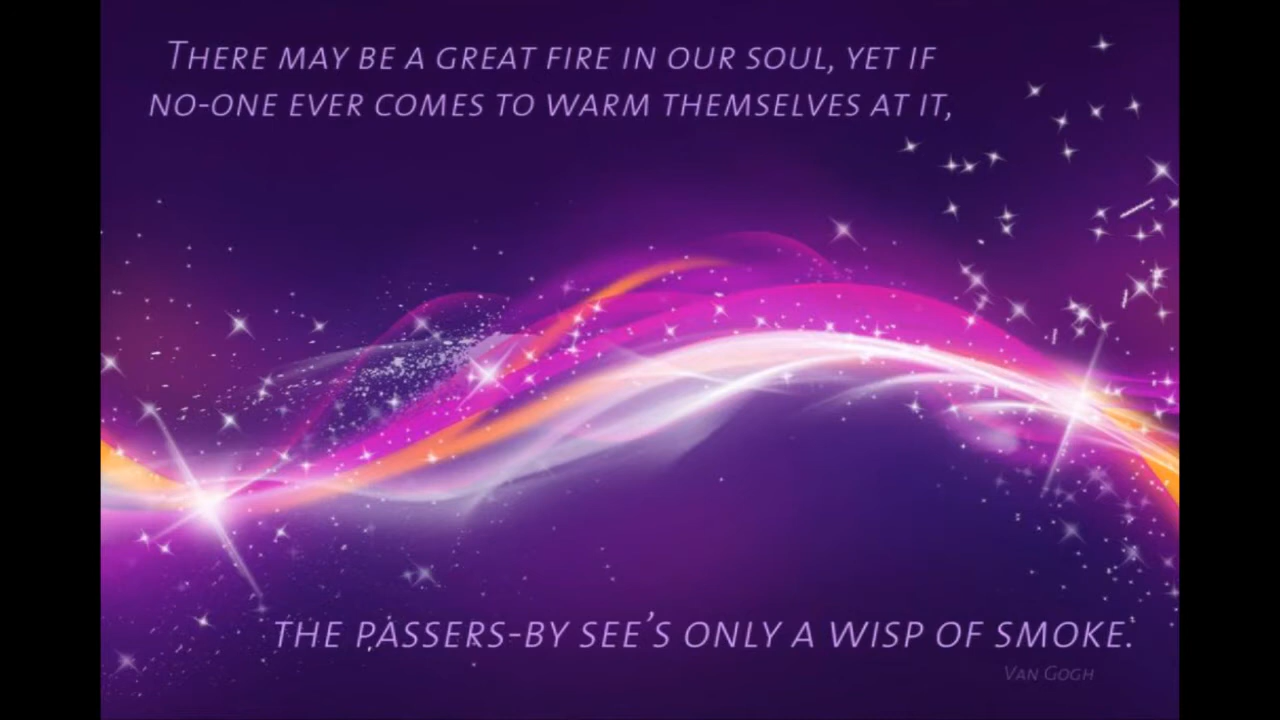 There may be a great fire in our soul, yet if
no-one ever comes to warm themselves at it,
the passers-by see's only a wisp of smoke.
Van Gogh